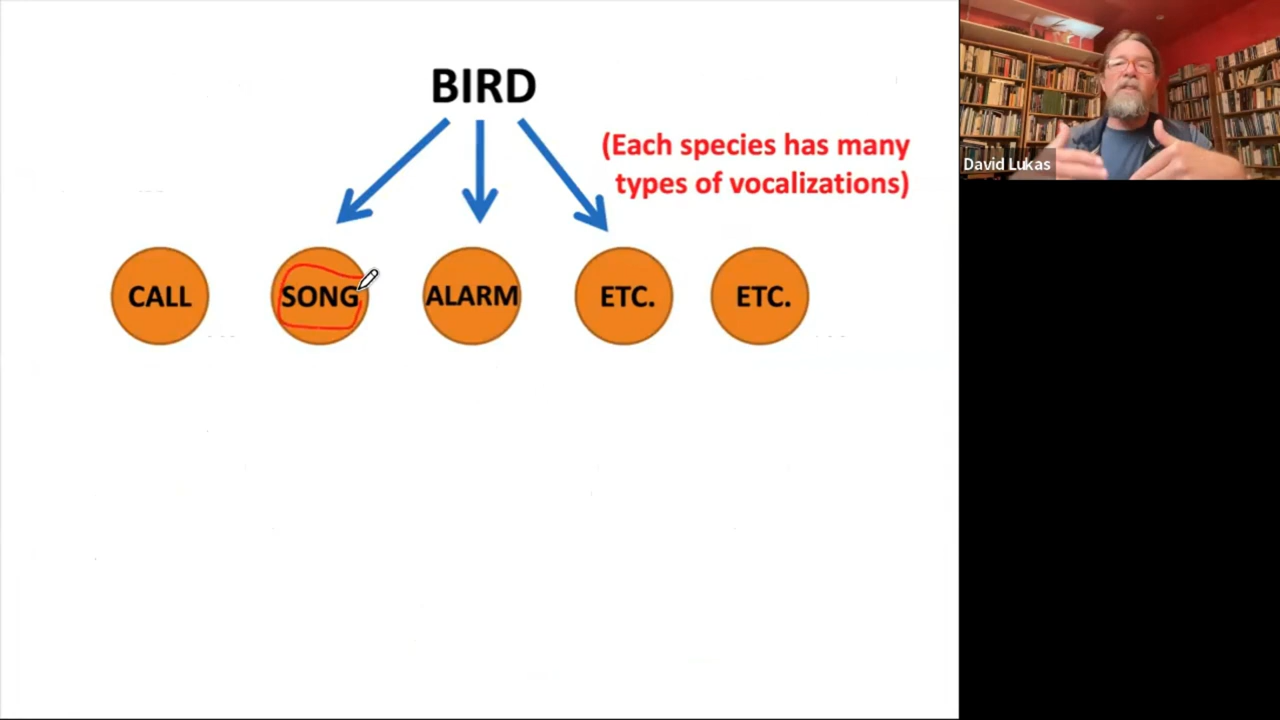 BIRD
(Each species has many
types of vocalizations)
CALL
SONG
ALARM
ETC.
ETC.
David Lukas